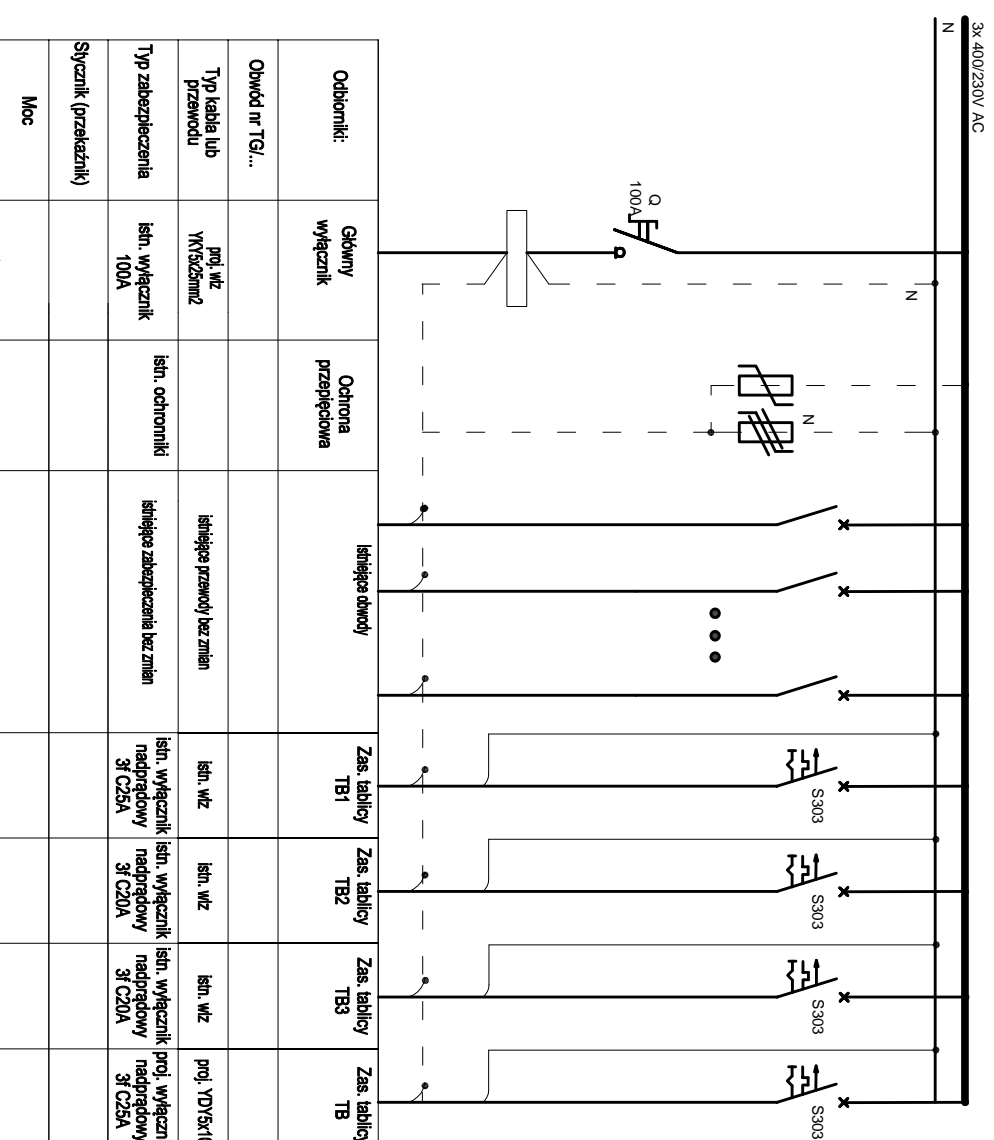 3x 400/230V AC
N
Q
100A
N
N
S303
S303
S303
S303
Odbiorniki:
Główny
wyłącznik
Ochrona
przepięciowa
Istniejące obwody
Zas. tablicy
TB1
Zas. tablicy
TB2
Zas. tablicy
TB3
Zas. tablicy
TB
Obwód nr TG/...
Typ kabla lub
przewodu
proj. wlz
YKY5x25mm2
istniejące przewody bez zmian
istn. wlz
istn. wlz
istn. wlz
proj. YDY5x1
Typ zabezpieczenia
istn. wyłącznik
100A
istn. ochronniki
istniejące zabezpieczenia bez zmian
istn. wyłącznik
nadprądowy
3f C25A
istn. wyłącznik
nadprądowy
3f C20A
istn. wyłącznik
nadprądowy
3f C20A
proj. wyłączn
nadprądowy
3f C25A
Stycznik (przekaźnik)
Moc